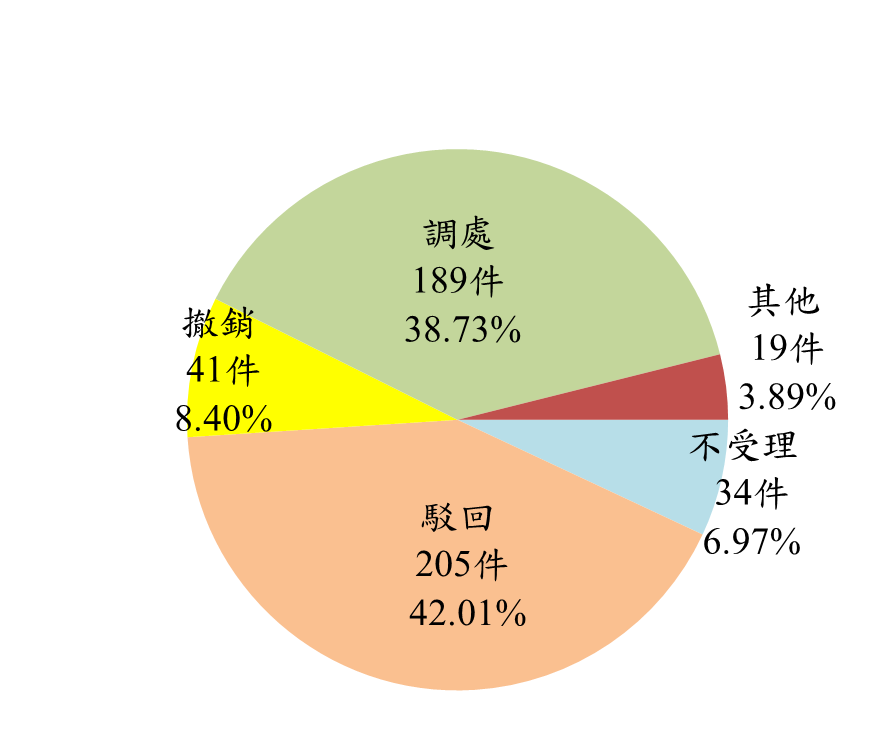 調處
189件
38.73%
其他
19件
3.89%
撤銷
41件
8.40%
不受理
34件
6.97%
駁回
205件
42.01%